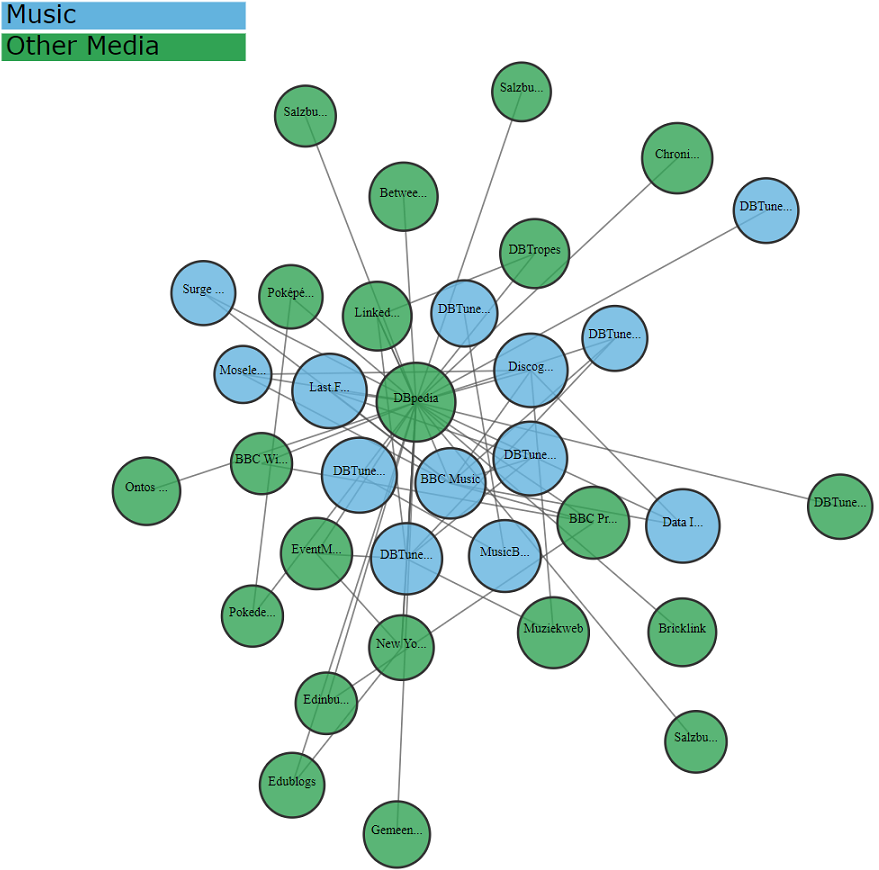 Music
Other Media
Salzbu...
Salzbu...
Chroni...
Betwee...
DBTune...
DBTropes
Surge ...
Poképé...
Linked...
DBTune...
DBTune...
Mosele...
Last F...
Discog...
DBpedia
BBC Wi...
DBTune...
BBC Music
DBTune...
Ontos ...
DBTune...
BBC Pr...
Data I...
EventM...
DBTune...
MusicB...
Pokede...
New Yo...
Muziekweb
Bricklink
Edinbu...
Salzbu...
Edublogs
Gemeen...